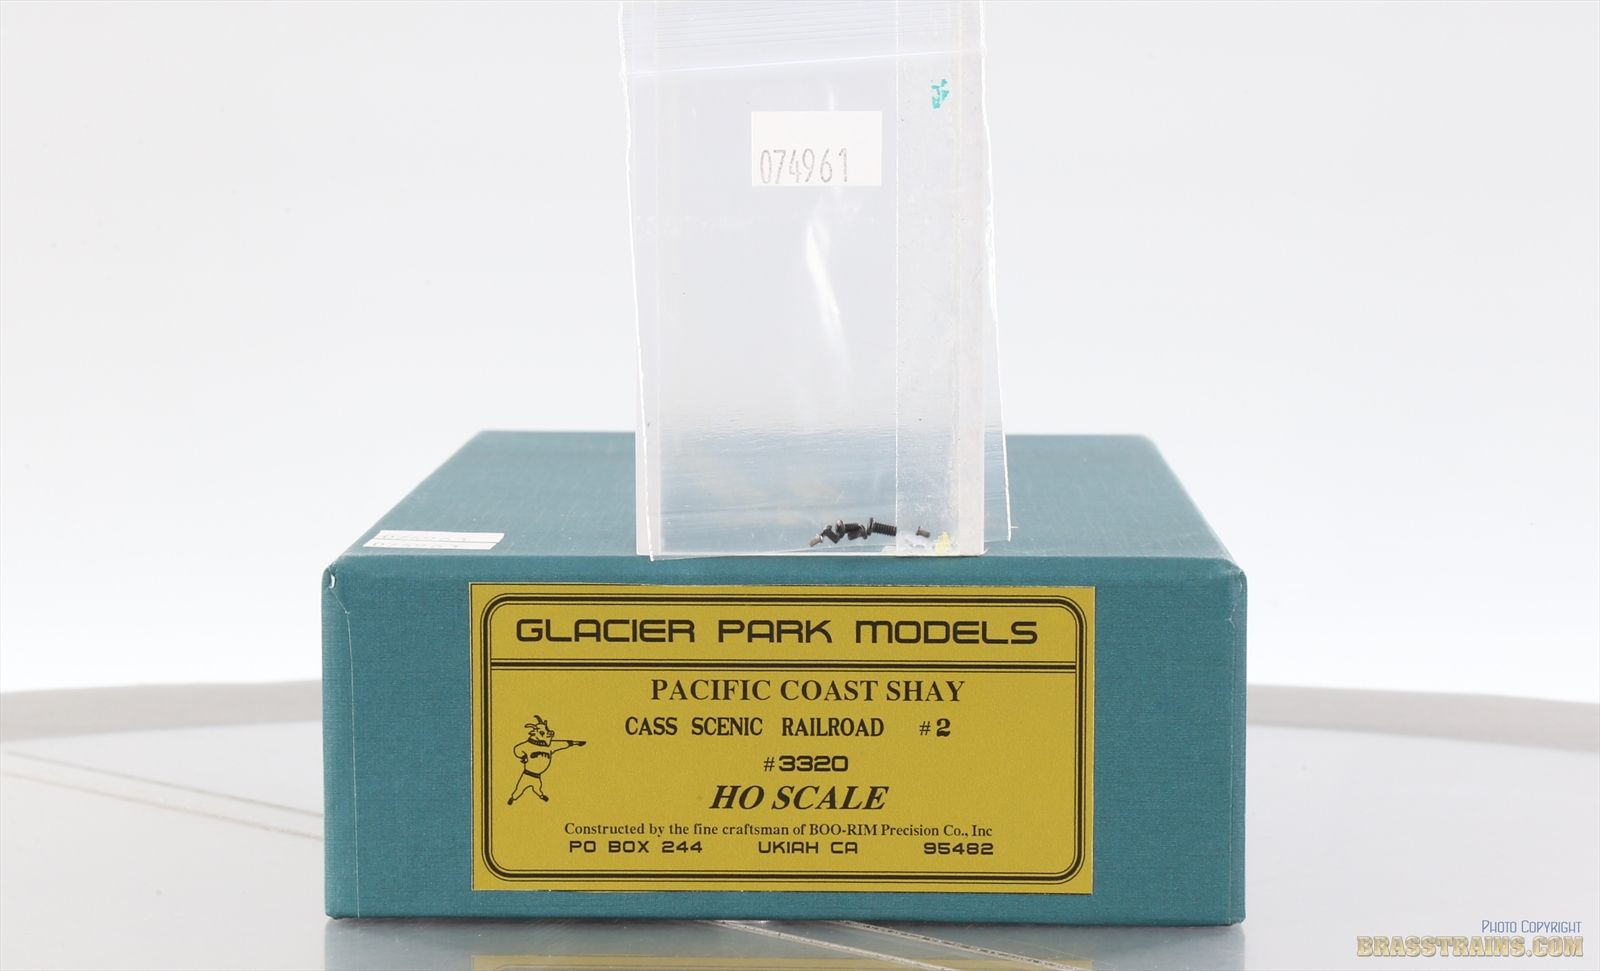 074961
GLACIER PARK MODELS
PACIFIC COAST SHAY
CASS SCENIC RAILROAD #2
#3320
HO SCALE
Constructed by the fine craftsman of BOO-RIM Precision Co., Inc
PO BOX 244 UKIAH CA 95482
PHOTO COPYRIGHT
BRASSTRAINS.COM